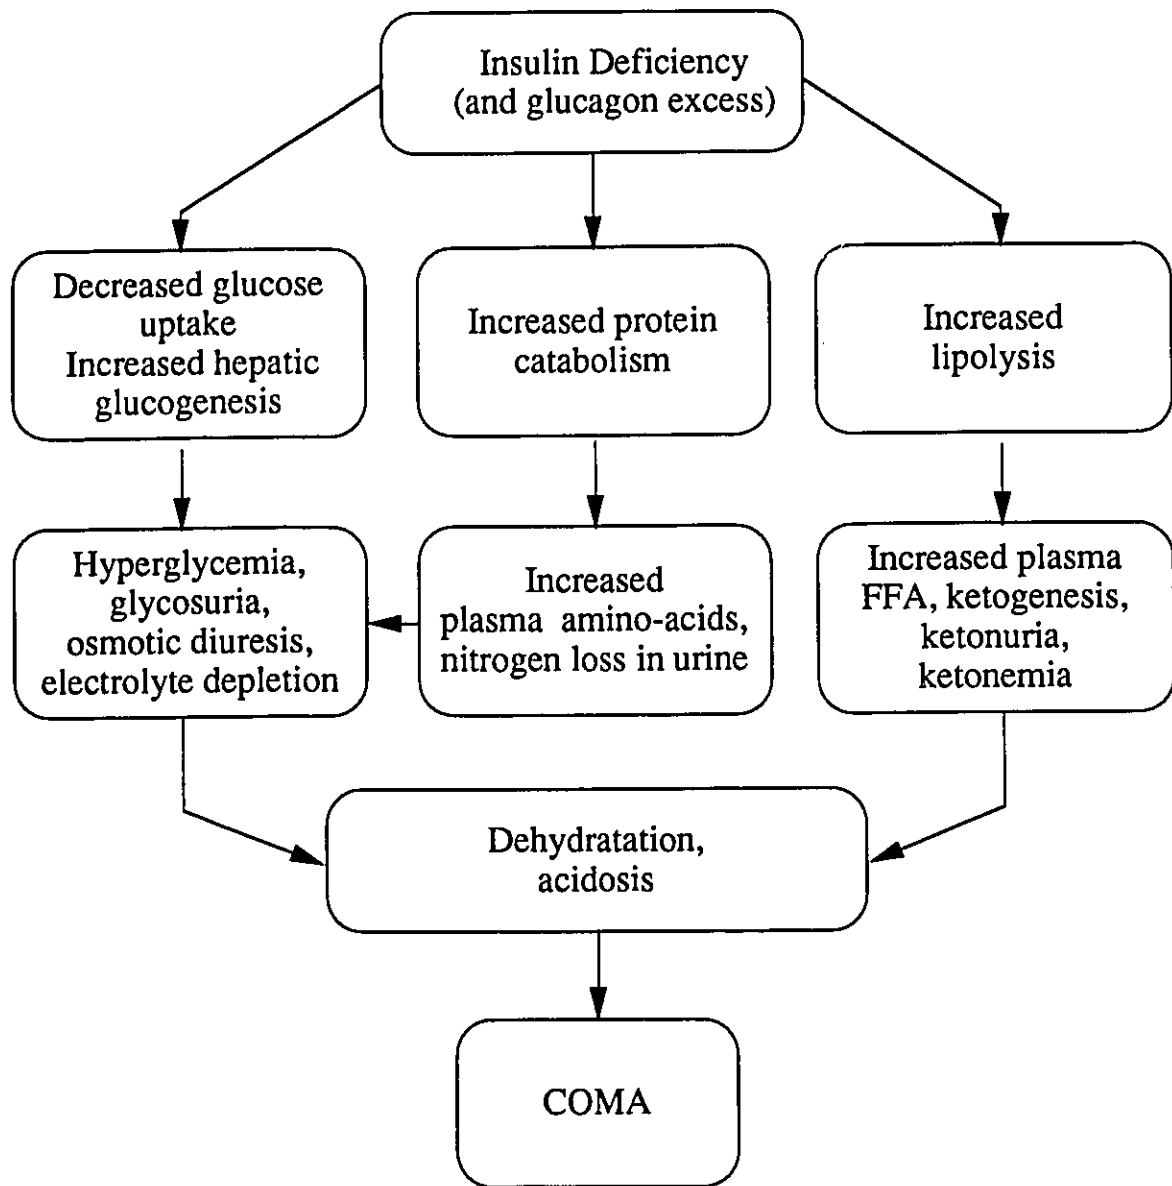 Insulin Deficiency
(and glucagon excess)
Decreased glucose
uptake
Increased hepatic
glucogenesis
Increased protein
catabolism
Increased
lipolysis
Hyperglycemia,
glycosuria,
osmotic diuresis,
electrolyte depletion
Increased
plasma amino-acids,
nitrogen loss in urine
Increased plasma
FFA, ketogenesis,
ketonuria,
ketonemia
Dehydratation,
acidosis
COMA